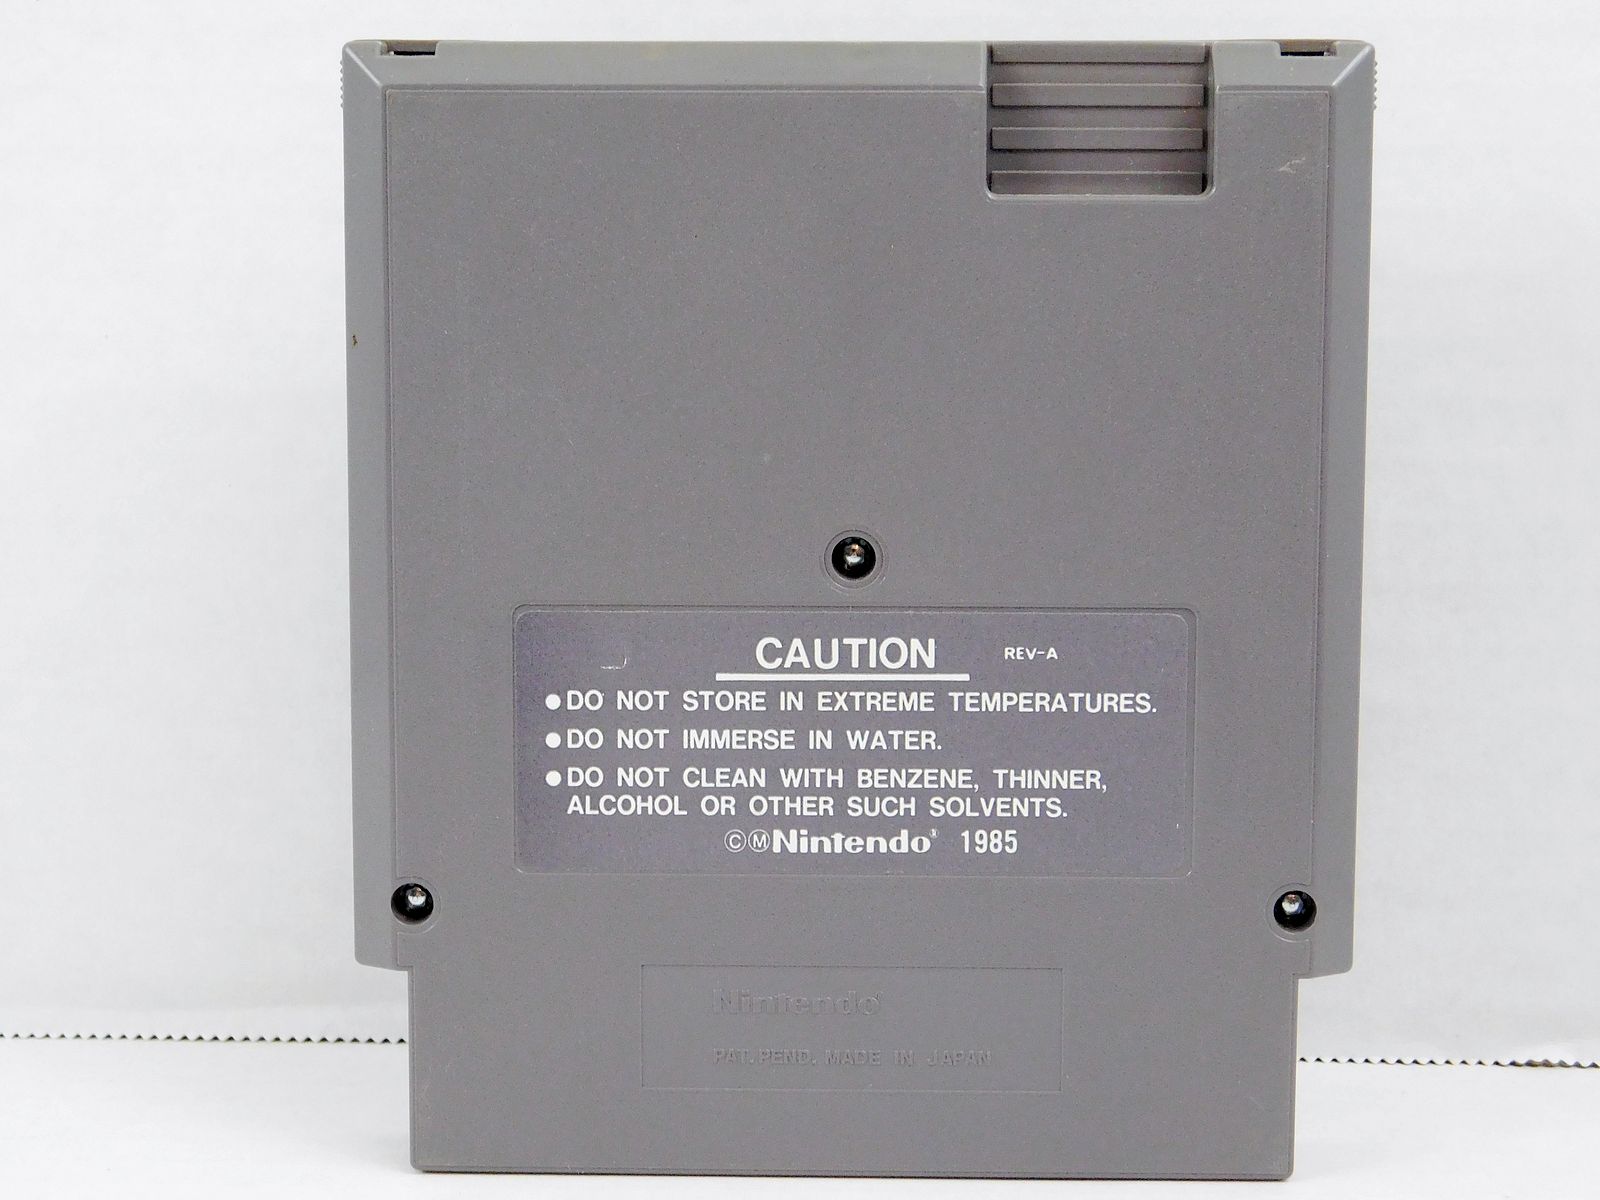 CAUTION REV-A
●DO NOT STORE IN EXTREME TEMPERATURES.
●DO NOT IMMERSE IN WATER.
●DO NOT CLEAN WITH BENZENE, THINNER,
ALCOHOL OR OTHER SUCH SOLVENTS.
©ⓂNintendo® 1985
Nintendo
PAT. PEND. MADE IN JAPAN